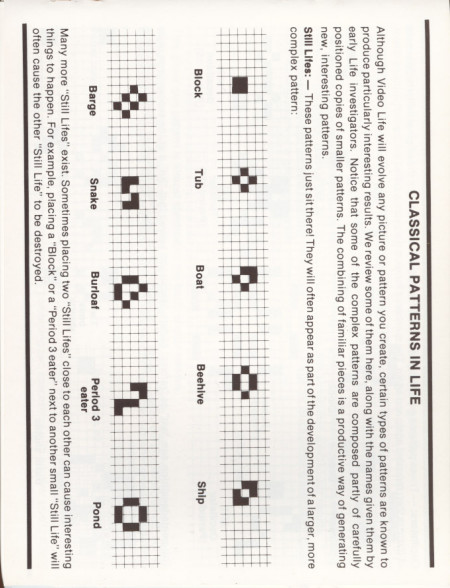 CLASSICAL PATTERNS IN LIFE
Although Video Life will evolve any picture or pattern you create, certain types of patterns are known to
produce particularly interesting results. We review some of them here, along with the names given them by
early Life investigators. Notice that some of the complex patterns are composed partly of carefully
positioned copies of smaller patterns. The combining of familiar pieces is a productive way of generating
new, interesting patterns.
Still Lifes: — These patterns just sit there! They will often appear as part of the development of a larger, more
complex pattern:
Block Tub Boat Beehive Ship
Barge Snake Burloaf Period 3 Pond
eater
Many more "Still Lifes" exist. Sometimes placing two "Still Lifes" close to each other can cause interesting
things to happen. For example, placing a "Block" or a "Period 3 eater" next to another small "Still Life" will
often cause the other "Still Life" to be destroyed.